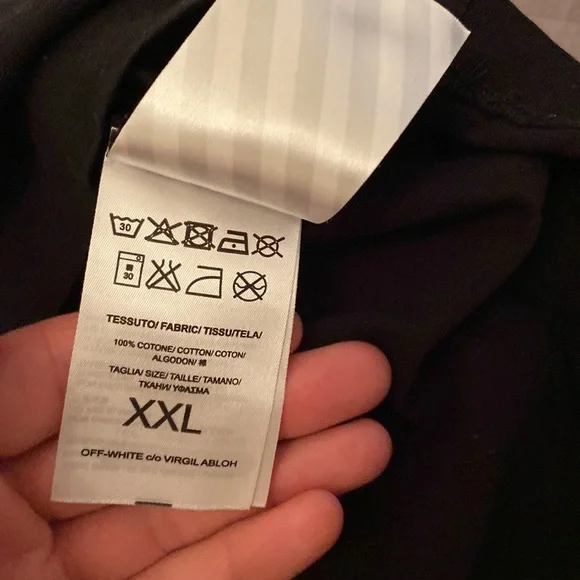 30
30
TESSUTO/ FABRIC/ TISSU/TELA/
100% COTONE/ COTTON/ COTON/
ALGODON/ 棉
TAGLIA/ SIZE/ TAILLE/ TAMANO/
ТКАНИ/ ΥΦΑΣΜΑ
XXL
OFF-WHITE c/o VIRGIL ABLOH